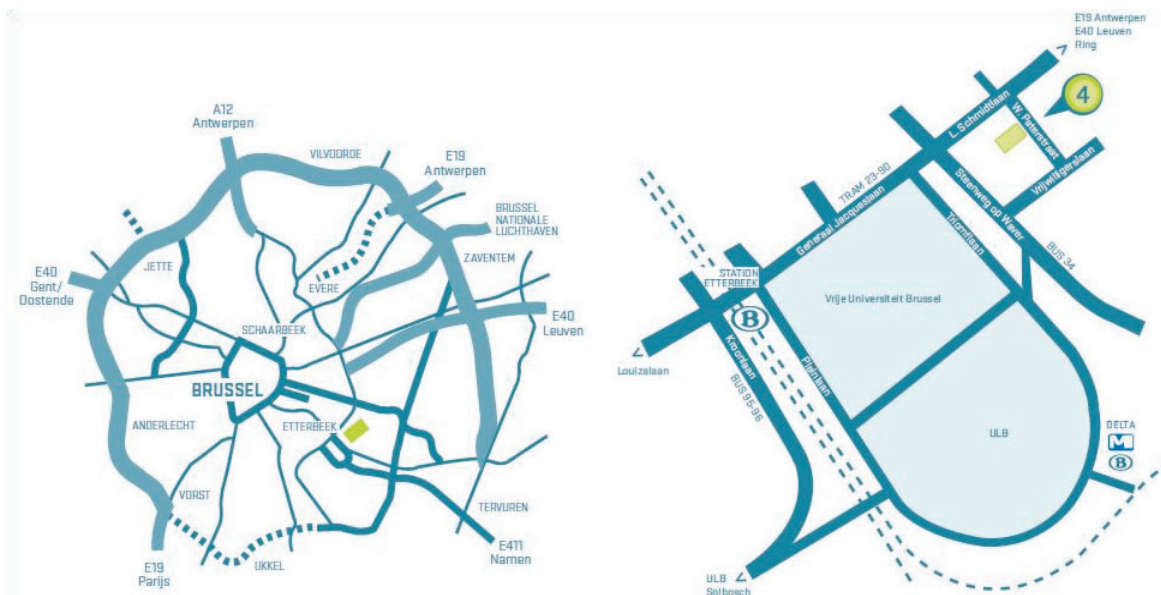 A12
Antwerpen
VILVOORDE
E19
Antwerpen
BRUSSEL
NATIONALE
LUCHTHAVEN
ZAVENTEM
JETTE
E40
Gent/
Oostende
EVERE
SCHAARBEEK
E40
Leuven
BRUSSEL
ANDERLECHT
ETTERBEEK
VORST
TERVUREN
UKKEL
E19
Parijs
E411
Namen
E19 Antwerpen
E40 Leuven
Ring
4
L. Schmidtlaan
W. Paterstraat
Vrijwilligerslaan
TRAM 23-90
Generaal Jacqueslaan
Steenweg op Waver
Triomflaan
BUS 34
STATION
ETTERBEEK
B
Vrije Universiteit Brussel
Louizalaan
Kroonlaan
BUS 95-96
Pleinlaan
ULB
DELTA
M
B
ULB
Solbosch